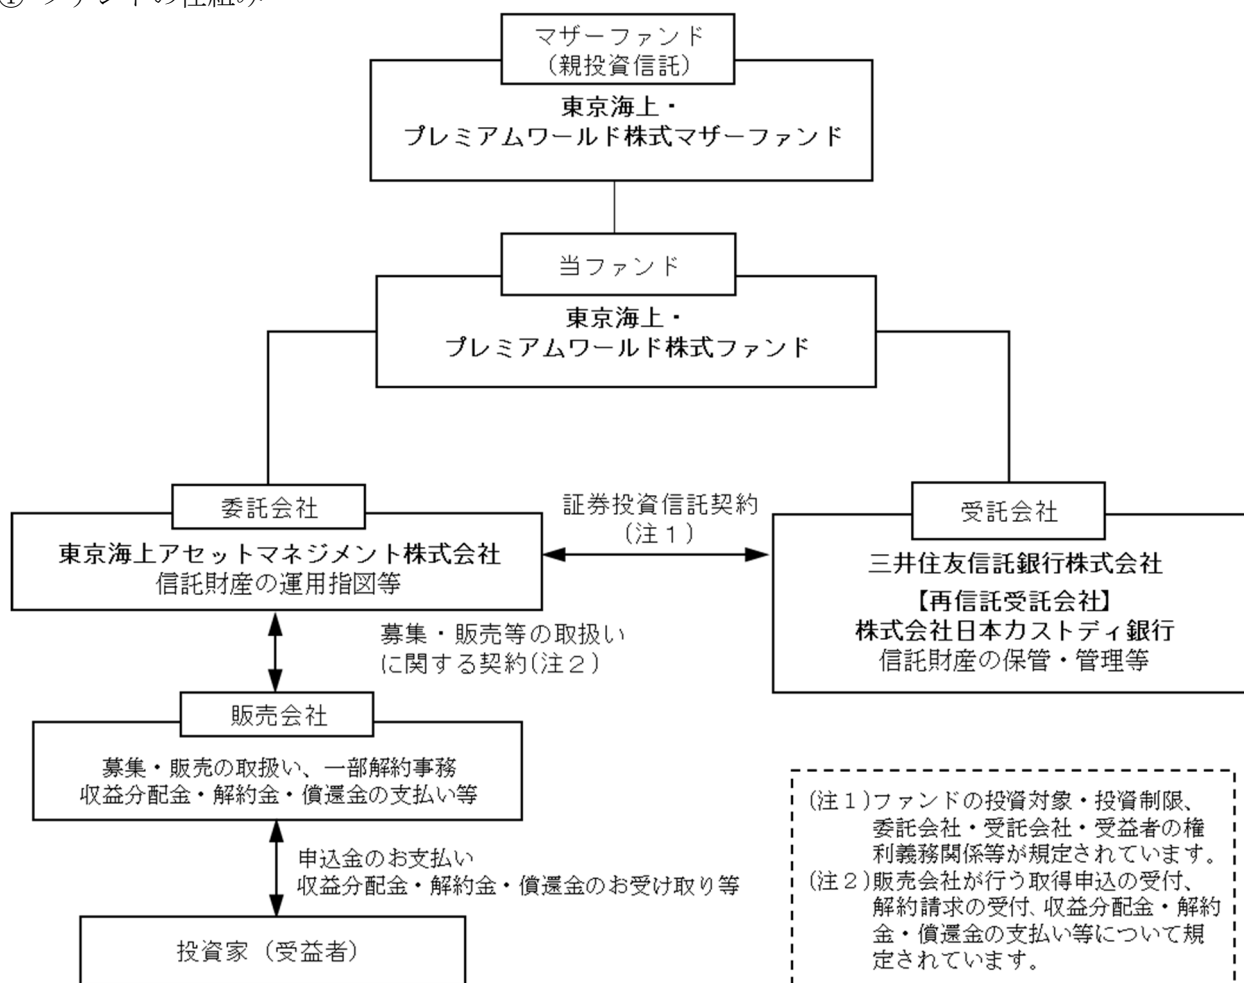 ① ファンドの仕組み
マザーファンド
(親投資信託)
東京海上・
プレミアムワールド株式マザーファンド
当ファンド
東京海上・
プレミアムワールド株式ファンド
委託会社
東京海上アセットマネジメント株式会社
信託財産の運用指図等
証券投資信託契約
(注１)
受託会社
三井住友信託銀行株式会社
【再信託受託会社】
株式会社日本カストディ銀行
信託財産の保管・管理等
募集・販売等の取扱い
に関する契約(注２)
販売会社
募集・販売の取扱い、一部解約事務
収益分配金・解約金・償還金の支払い等
申込金のお支払い
収益分配金・解約金・償還金のお受け取り等
投資家（受益者）
(注１)ファンドの投資対象・投資制限、
委託会社・受託会社・受益者の権
利義務関係等が規定されています。
(注２)販売会社が行う取得申込の受付、
解約請求の受付、収益分配金・解約
金・償還金の支払い等について規
定されています。